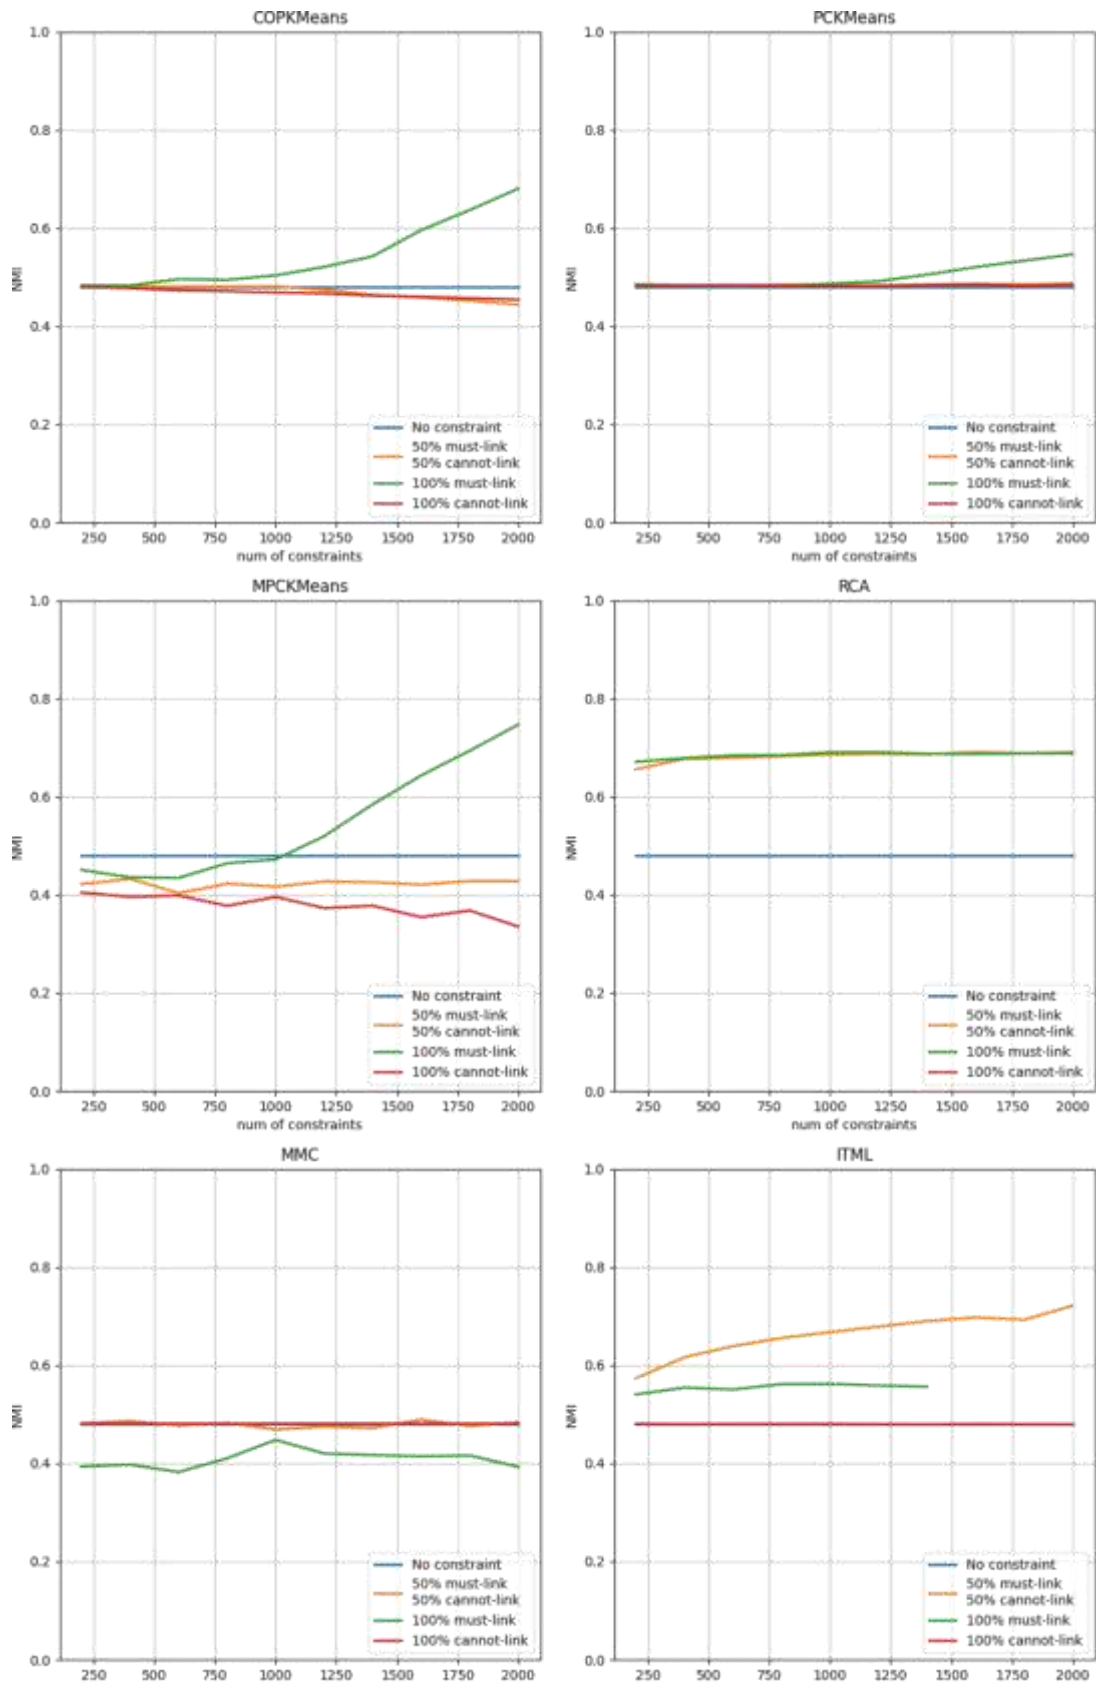 COPKMeans
1.0
0.8
0.6
0.4
0.2
0.0
NMI
No constraint
50% must-link
50% cannot-link
100% must-link
100% cannot-link
250 500 750 1000 1250 1500 1750 2000
num of constraints
PCKMeans
1.0
0.8
0.6
0.4
0.2
0.0
NMI
No constraint
50% must-link
50% cannot-link
100% must-link
100% cannot-link
250 500 750 1000 1250 1500 1750 2000
num of constraints
MPCKMeans
1.0
0.8
0.6
0.4
0.2
0.0
NMI
No constraint
50% must-link
50% cannot-link
100% must-link
100% cannot-link
250 500 750 1000 1250 1500 1750 2000
num of constraints
RCA
1.0
0.8
0.6
0.4
0.2
0.0
NMI
No constraint
50% must-link
50% cannot-link
100% must-link
100% cannot-link
250 500 750 1000 1250 1500 1750 2000
num of constraints
MMC
1.0
0.8
0.6
0.4
0.2
0.0
NMI
No constraint
50% must-link
50% cannot-link
100% must-link
100% cannot-link
250 500 750 1000 1250 1500 1750 2000
ITML
1.0
0.8
0.6
0.4
0.2
0.0
NMI
No constraint
50% must-link
50% cannot-link
100% must-link
100% cannot-link
250 500 750 1000 1250 1500 1750 2000